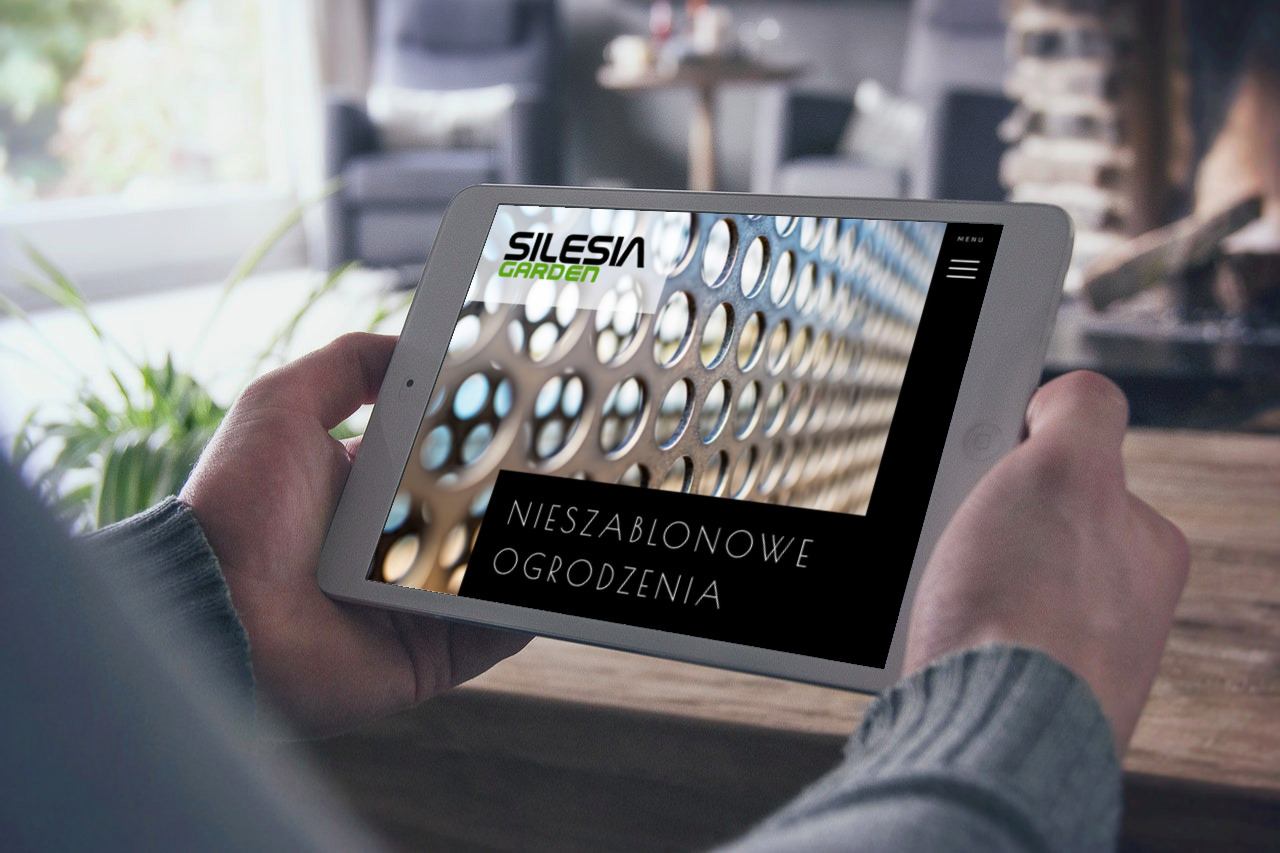 SILESIA
GARDEN
MENU
NIESZABLONOWE
OGRODZENIA